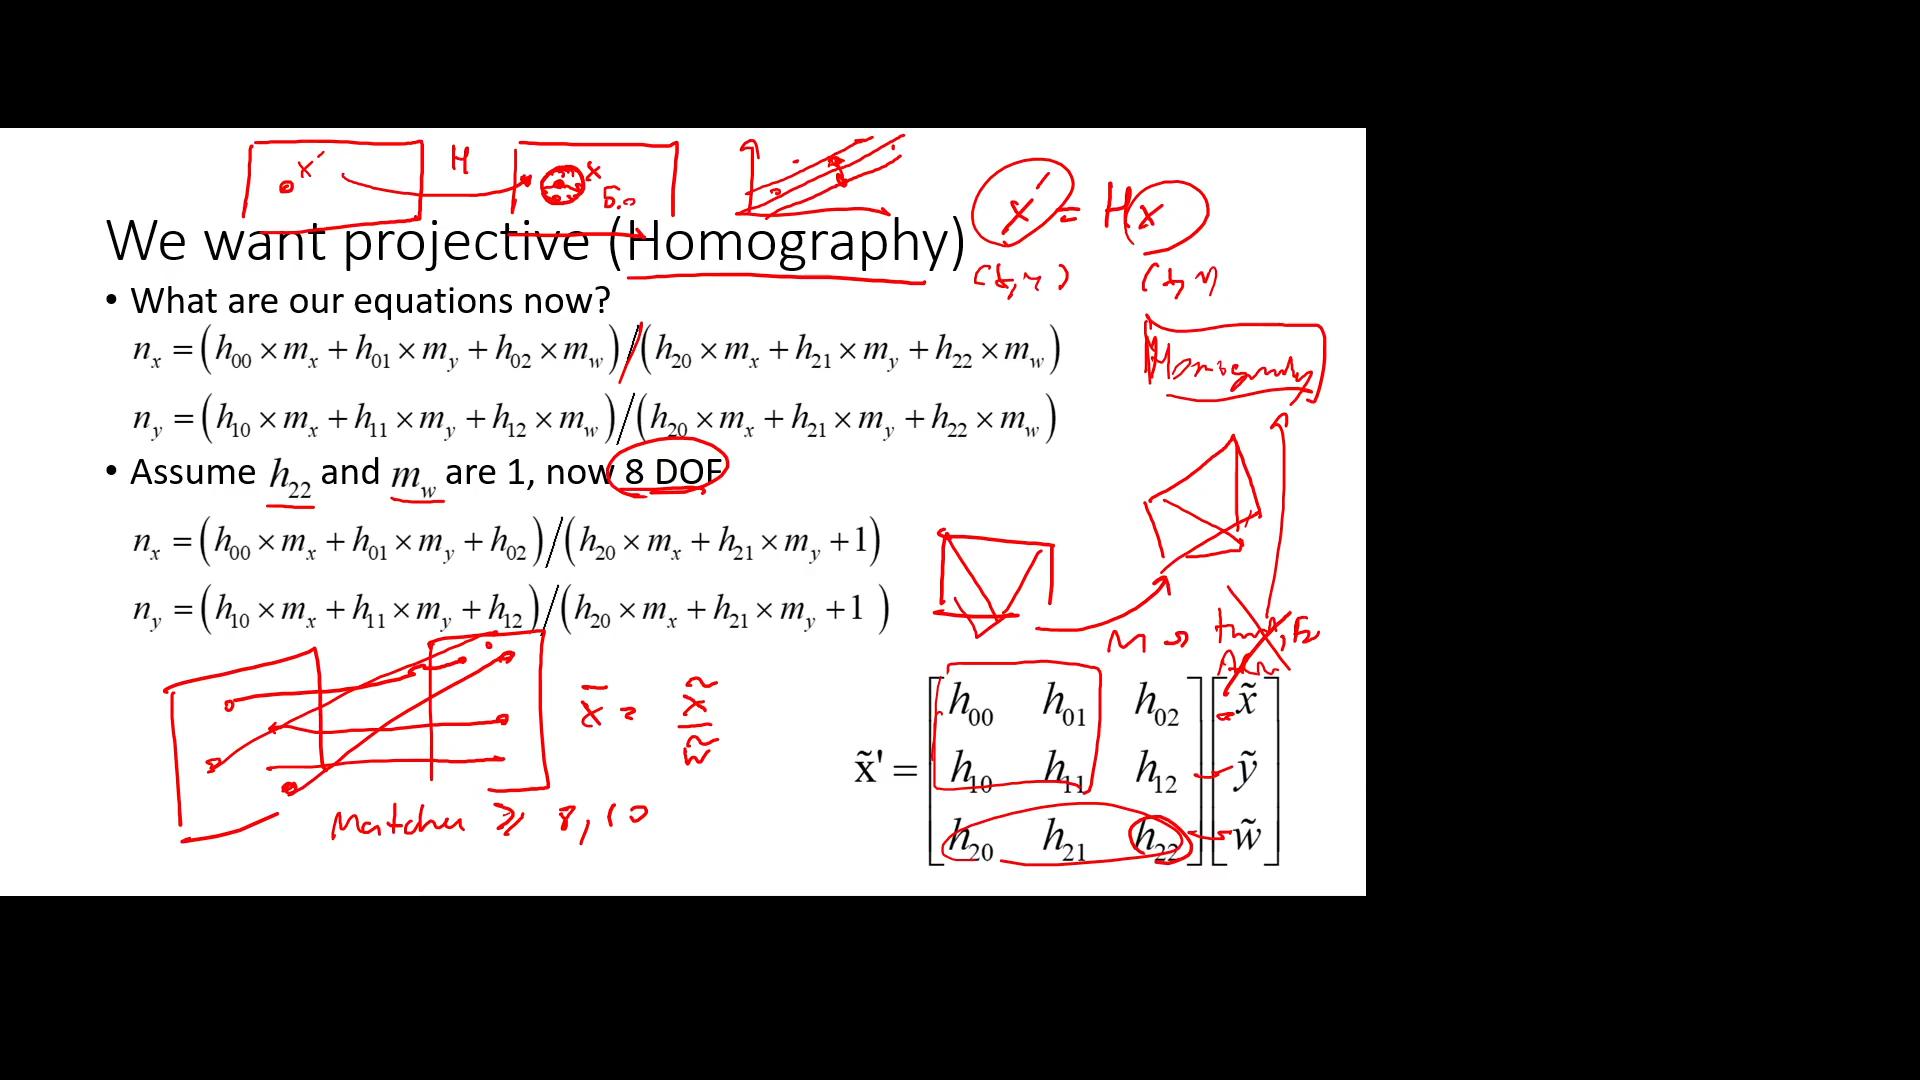 x' H x 5.0
x' = Hx
We want projective (Homography)
(x, y) (x, y)
• What are our equations now?
n_x = (h_00 × m_x + h_01 × m_y + h_02 × m_w)/(h_20 × m_x + h_21 × m_y + h_22 × m_w)
Homography
n_y = (h_10 × m_x + h_11 × m_y + h_12 × m_w)/(h_20 × m_x + h_21 × m_y + h_22 × m_w)
• Assume h_22 and m_w are 1, now 8 DOF
n_x = (h_00 × m_x + h_01 × m_y + h_02)/(h_20 × m_x + h_21 × m_y + 1)
n_y = (h_10 × m_x + h_11 × m_y + h_12)/(h_20 × m_x + h_21 × m_y + 1 )
M →
x̄ = x̃ / w̃
x̃' = [h_00 h_01 h_02; h_10 h_11 h_12; h_20 h_21 h_22] [x̃; ỹ; w̃]
Matches ≥ 8, 10